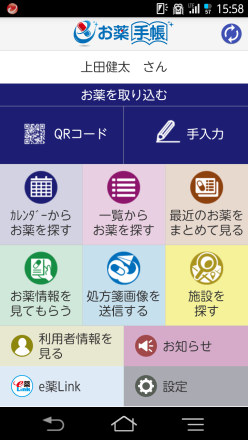 15:58
お薬手帳
上田健太 さん
お薬を取り込む
QRコード
手入力
ｶﾚﾝﾀﾞｰから
お薬を探す
一覧から
お薬を探す
最近のお薬を
まとめて見る
お薬情報を
見てもらう
処方箋画像を
送信する
施設を
探す
利用者情報を
見る
お知らせ
e薬Link
設定